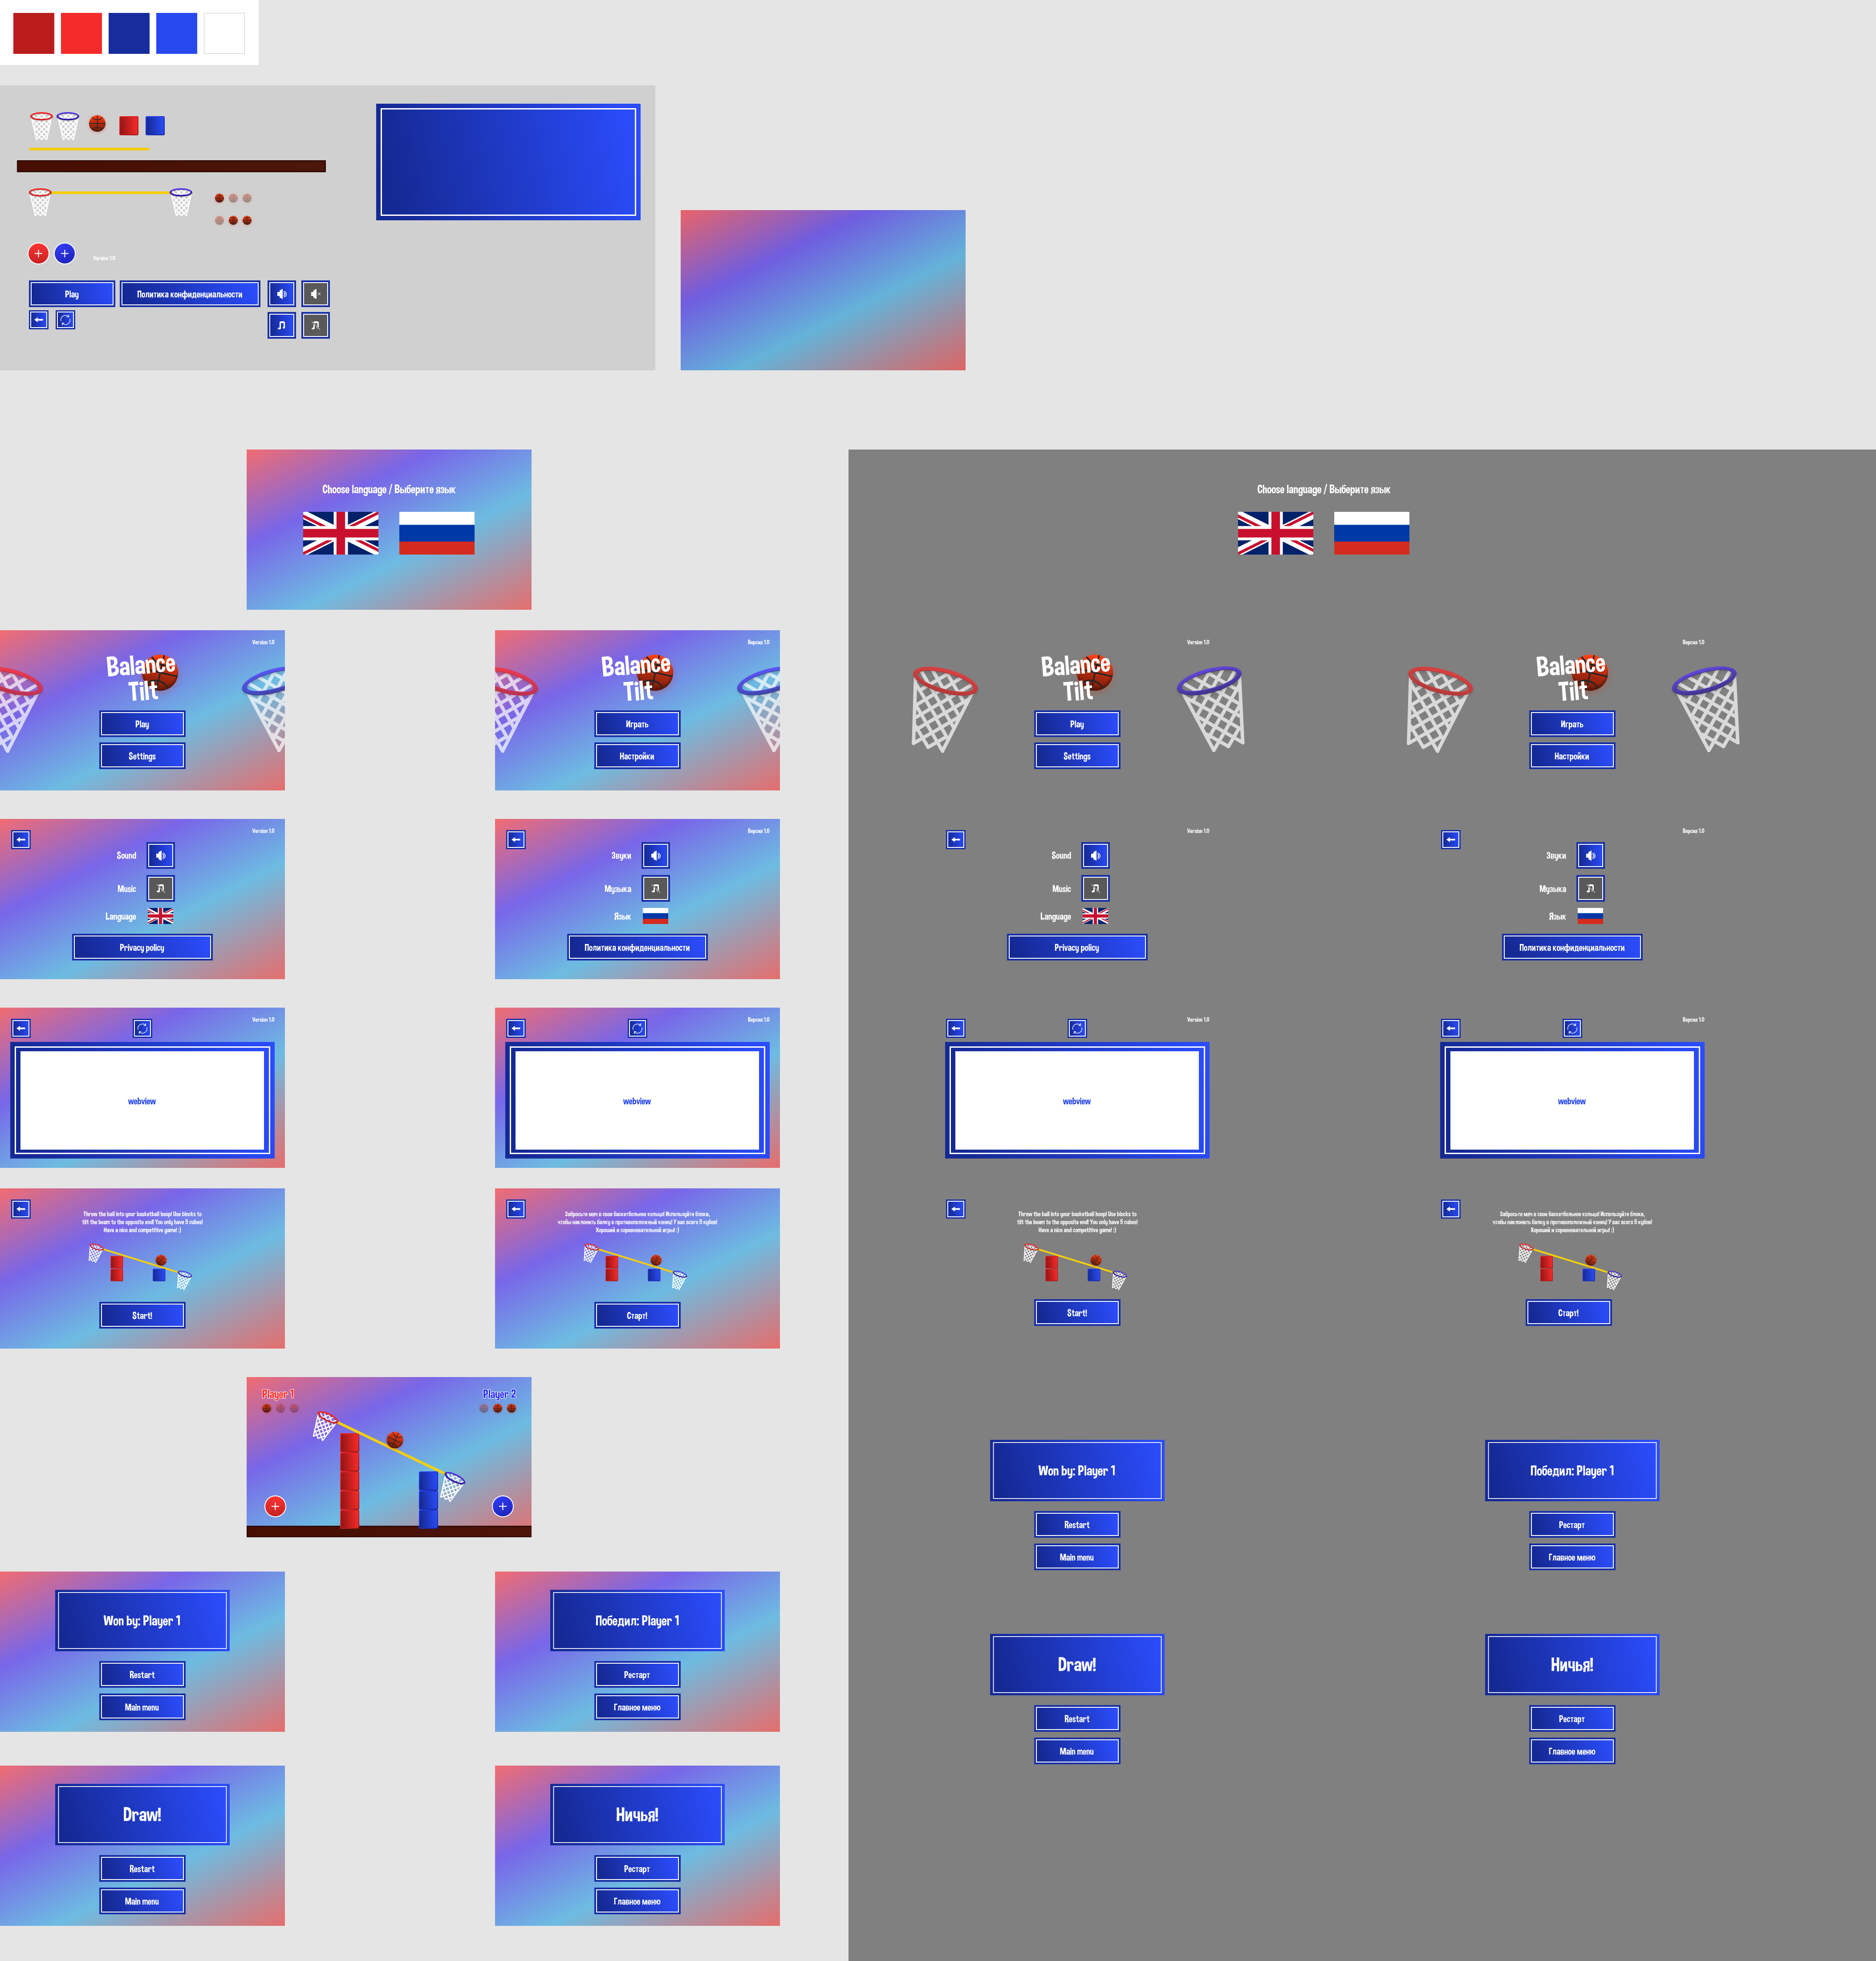 Version 1.0
Play
Политика конфиденциальности
Choose language / Выберите язык
Choose language / Выберите язык
Version 1.0
Balance
Tilt
Play
Settings
Версия 1.0
Balance
Tilt
Играть
Настройки
Version 1.0
Balance
Tilt
Play
Settings
Версия 1.0
Balance
Tilt
Играть
Настройки
Version 1.0
Sound
Music
Language
Privacy policy
Версия 1.0
Звуки
Музыка
Язык
Политика конфиденциальности
Version 1.0
Sound
Music
Language
Privacy policy
Версия 1.0
Звуки
Музыка
Язык
Политика конфиденциальности
Version 1.0
webview
Версия 1.0
webview
Version 1.0
webview
Версия 1.0
webview
Throw the ball into your basketball loop! Use blocks to
tilt the beam to the opposite end! You only have 5 cubes!
Have a nice and competitive game! :)
Start!
Забросьте мяч в свое баскетбольное кольцо! Используйте блоки,
чтобы наклонить балку в противоположный конец! У вас всего 5 кубов!
Хорошей и соревновательной игры! :)
Старт!
Throw the ball into your basketball loop! Use blocks to
tilt the beam to the opposite end! You only have 5 cubes!
Have a nice and competitive game! :)
Start!
Забросьте мяч в свое баскетбольное кольцо! Используйте блоки,
чтобы наклонить балку в противоположный конец! У вас всего 5 кубов!
Хорошей и соревновательной игры! :)
Старт!
Player 1
Player 2
Won by: Player 1
Restart
Main menu
Победил: Player 1
Рестарт
Главное меню
Won by: Player 1
Restart
Main menu
Победил: Player 1
Рестарт
Главное меню
Draw!
Restart
Main menu
Ничья!
Рестарт
Главное меню
Draw!
Restart
Main menu
Ничья!
Рестарт
Главное меню